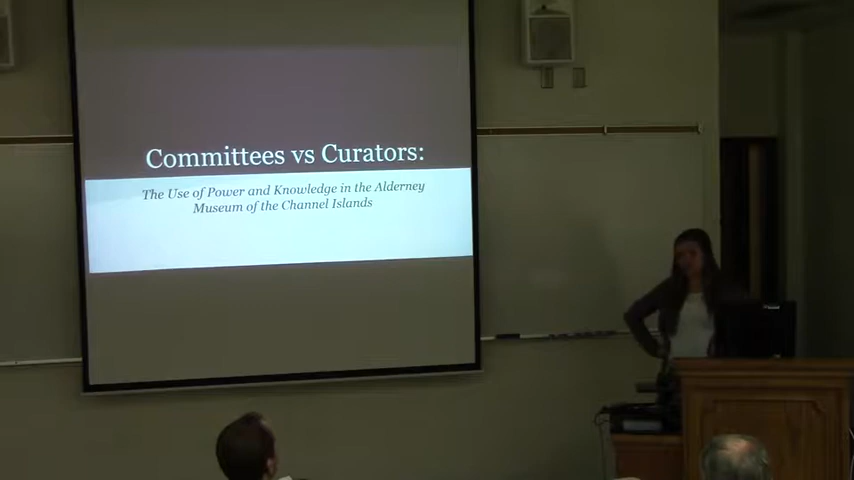 Committees vs Curators:
The Use of Power and Knowledge in the Alderney
Museum of the Channel Islands